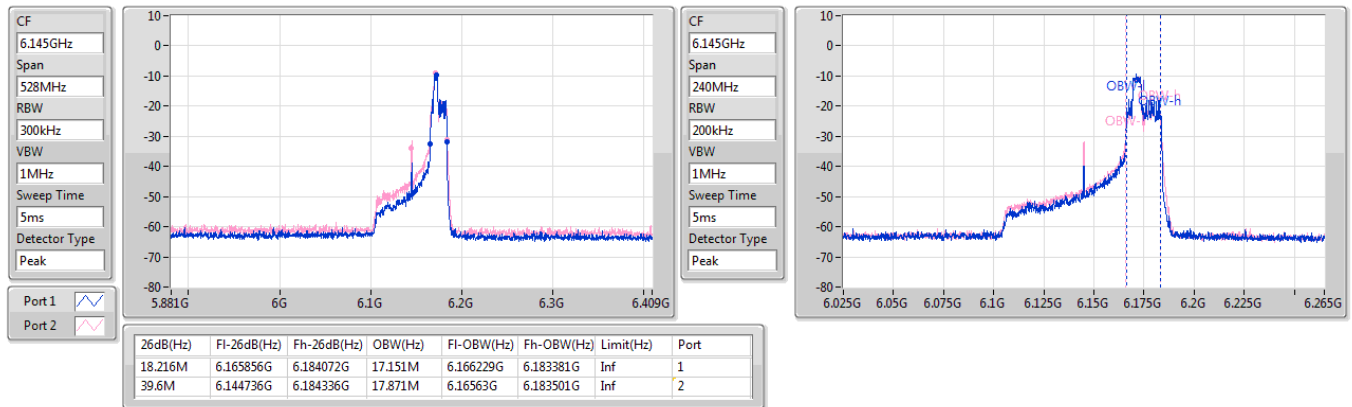 CF
6.145GHz
Span
528MHz
RBW
300kHz
VBW
1MHz
Sweep Time
5ms
Detector Type
Peak
Port 1
Port 2
10
0
-10
-20
-30
-40
-50
-60
-70
-80
5.881G 6G 6.1G 6.2G 6.3G 6.409G
CF
6.145GHz
Span
240MHz
RBW
200kHz
VBW
1MHz
Sweep Time
5ms
Detector Type
Peak
10
0
-10
-20
-30
-40
-50
-60
-70
-80
OBW-h
OBW-h
6.025G 6.05G 6.075G 6.1G 6.125G 6.15G 6.175G 6.2G 6.225G 6.265G
26dB(Hz) Fl-26dB(Hz) Fh-26dB(Hz) OBW(Hz) Fl-OBW(Hz) Fh-OBW(Hz) Limit(Hz) Port
18.216M 6.165856G 6.184072G 17.151M 6.166229G 6.183381G Inf 1
39.6M 6.144736G 6.184336G 17.871M 6.16563G 6.183501G Inf 2